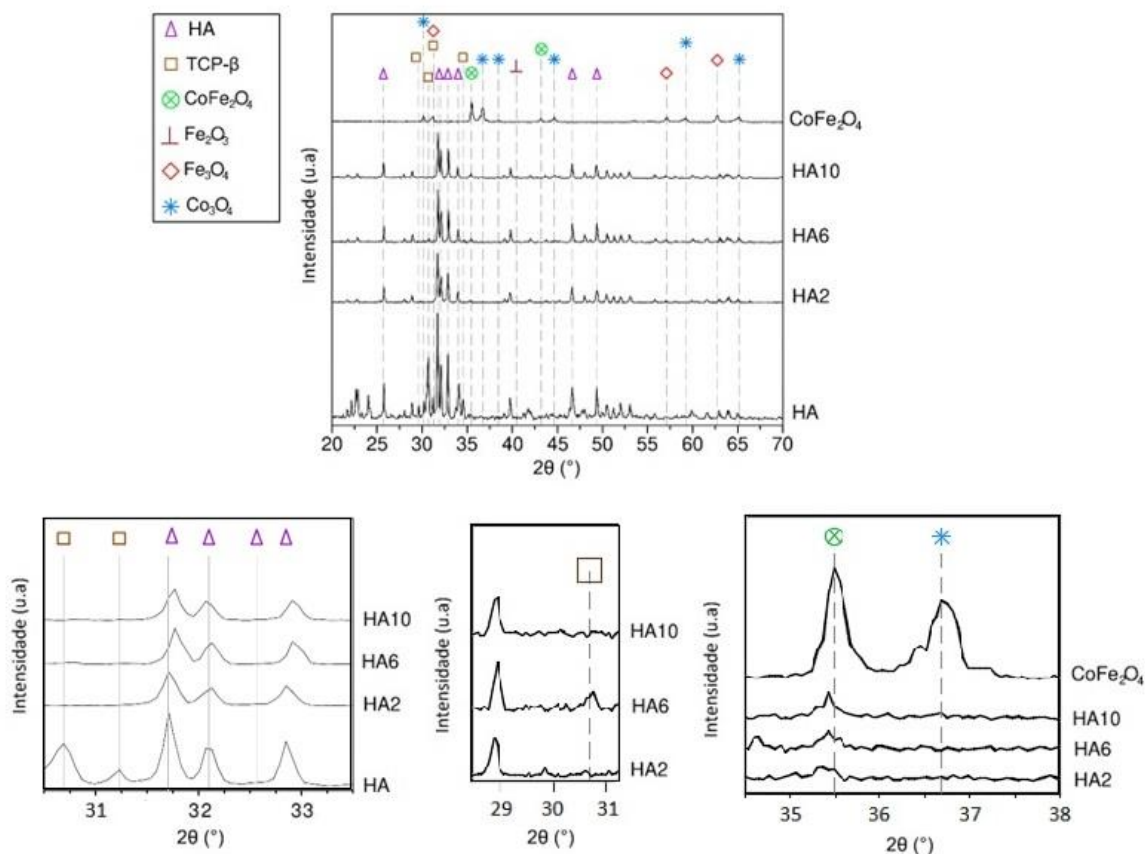 HA
TCP-β
CoFe₂O₄
Fe₂O₃
Fe₃O₄
Co₃O₄
Intensidade (u.a)
CoFe₂O₄
HA10
HA6
HA2
HA
20 25 30 35 40 45 50 55 60 65 70
2θ (°)
Intensidade (u.a)
HA10
HA6
HA2
HA
31 32 33
2θ (°)
Intensidade (u.a)
HA10
HA6
HA2
29 30 31
2θ (°)
Intensidade (u.a)
CoFe₂O₄
HA10
HA6
HA2
35 36 37 38
2θ (°)